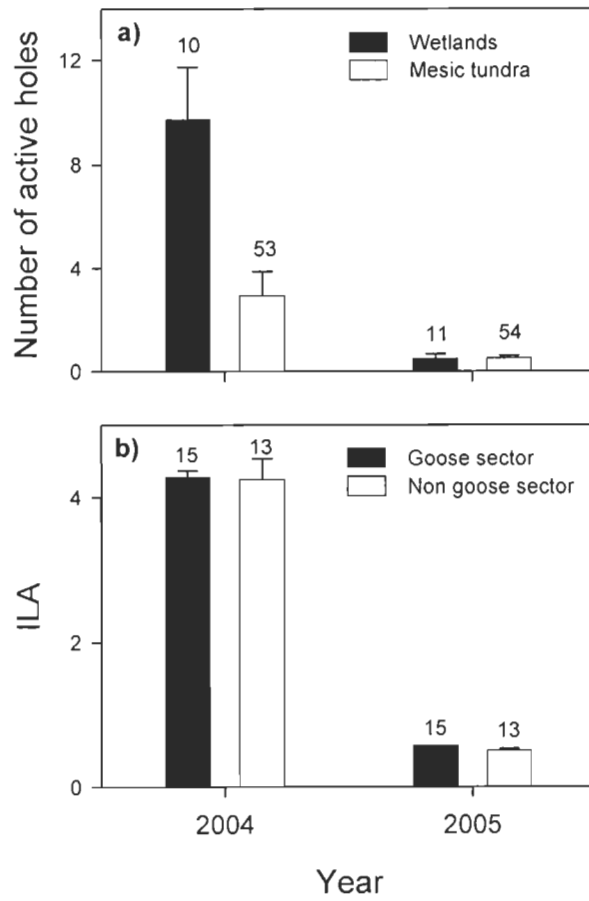 a)
10
Wetlands
Mesic tundra
12
8
4
0
53
11
54
Number of active holes
b)
15
13
Goose sector
Non goose sector
4
2
0
15
13
ILA
2004
2005
Year